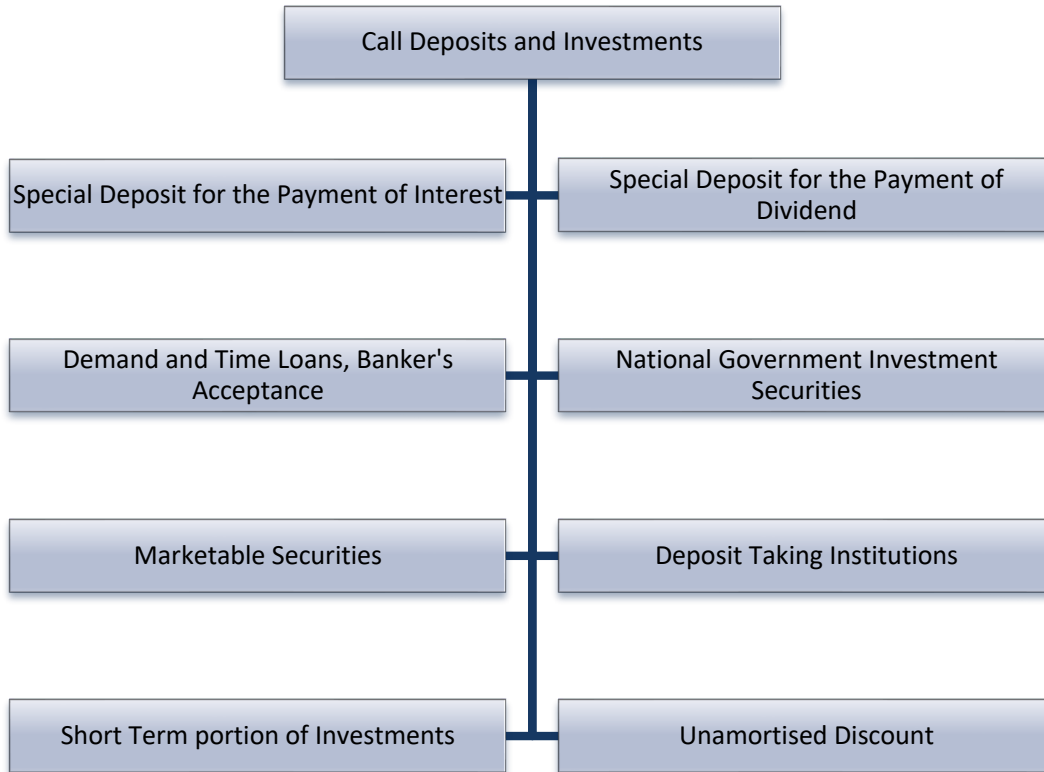 Call Deposits and Investments
Special Deposit for the Payment of Interest
Special Deposit for the Payment of
Dividend
Demand and Time Loans, Banker's
Acceptance
National Government Investment
Securities
Marketable Securities
Deposit Taking Institutions
Short Term portion of Investments
Unamortised Discount